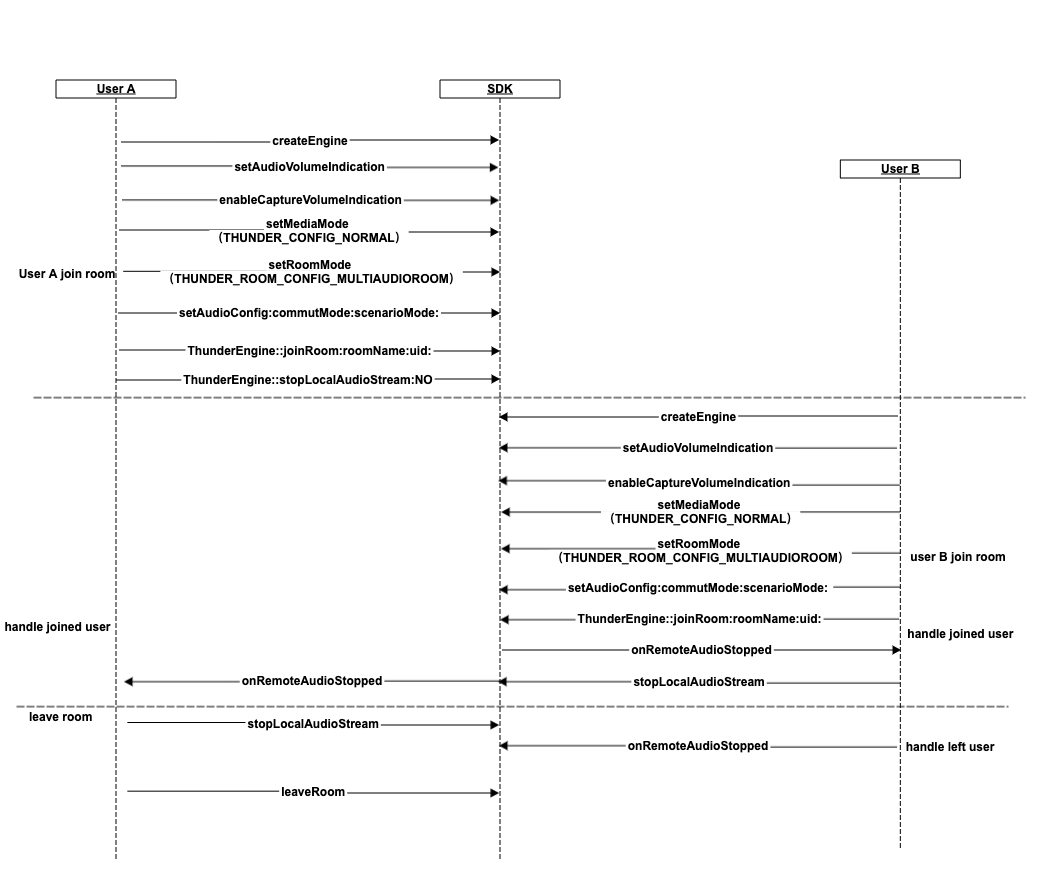 User A
SDK
createEngine
setAudioVolumeIndication
User B
enableCaptureVolumeIndication
setMediaMode
(THUNDER_CONFIG_NORMAL)
setRoomMode
User A join room
(THUNDER_ROOM_CONFIG_MULTIAUDIOROOM)
setAudioConfig:commutMode:scenarioMode:
ThunderEngine::joinRoom:roomName:uid:
ThunderEngine::stopLocalAudioStream:NO
createEngine
setAudioVolumeIndication
enableCaptureVolumeIndication
setMediaMode
(THUNDER_CONFIG_NORMAL)
setRoomMode
(THUNDER_ROOM_CONFIG_MULTIAUDIOROOM)
user B join room
setAudioConfig:commutMode:scenarioMode:
ThunderEngine::joinRoom:roomName:uid:
handle joined user
handle joined user
onRemoteAudioStopped
onRemoteAudioStopped
stopLocalAudioStream
leave room
stopLocalAudioStream
onRemoteAudioStopped
handle left user
leaveRoom